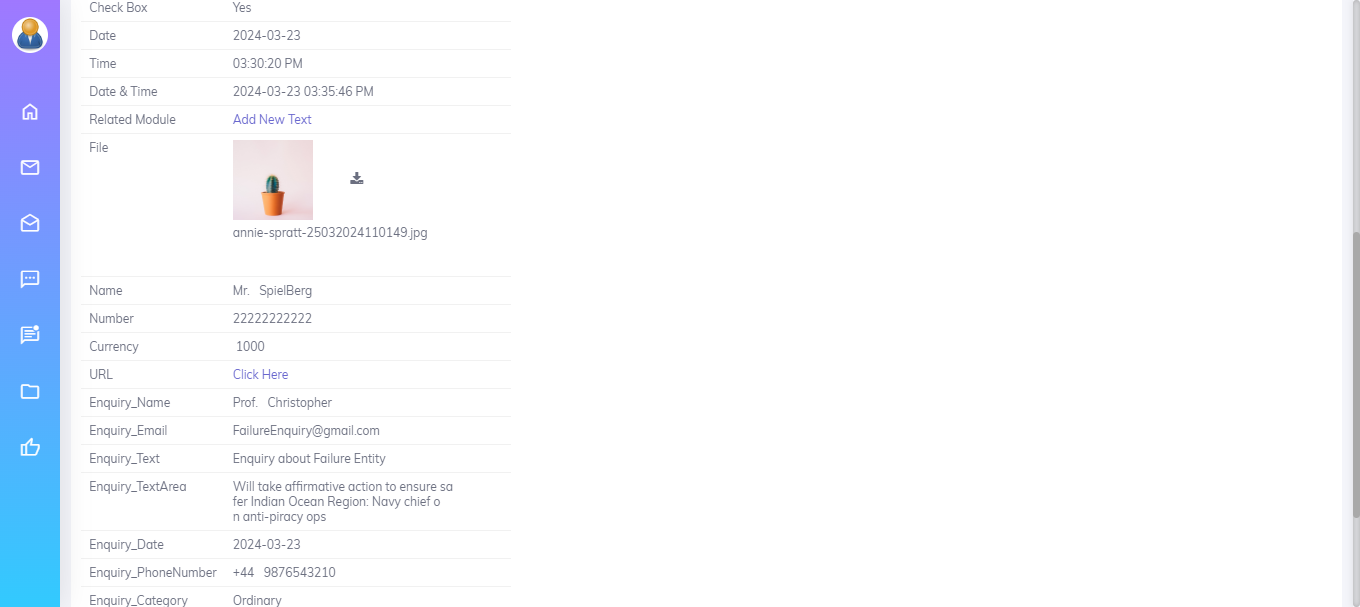 Check Box Yes
Date 2024-03-23
Time 03:30:20 PM
Date & Time 2024-03-23 03:35:46 PM
Related Module Add New Text
File
annie-spratt-25032024110149.jpg
Name Mr. SpielBerg
Number 22222222222
Currency 1000
URL Click Here
Enquiry_Name Prof. Christopher
Enquiry_Email FailureEnquiry@gmail.com
Enquiry_Text Enquiry about Failure Entity
Enquiry_TextArea Will take affirmative action to ensure sa
fer Indian Ocean Region: Navy chief o
n anti-piracy ops
Enquiry_Date 2024-03-23
Enquiry_PhoneNumber +44 9876543210
Enquiry_Category Ordinary